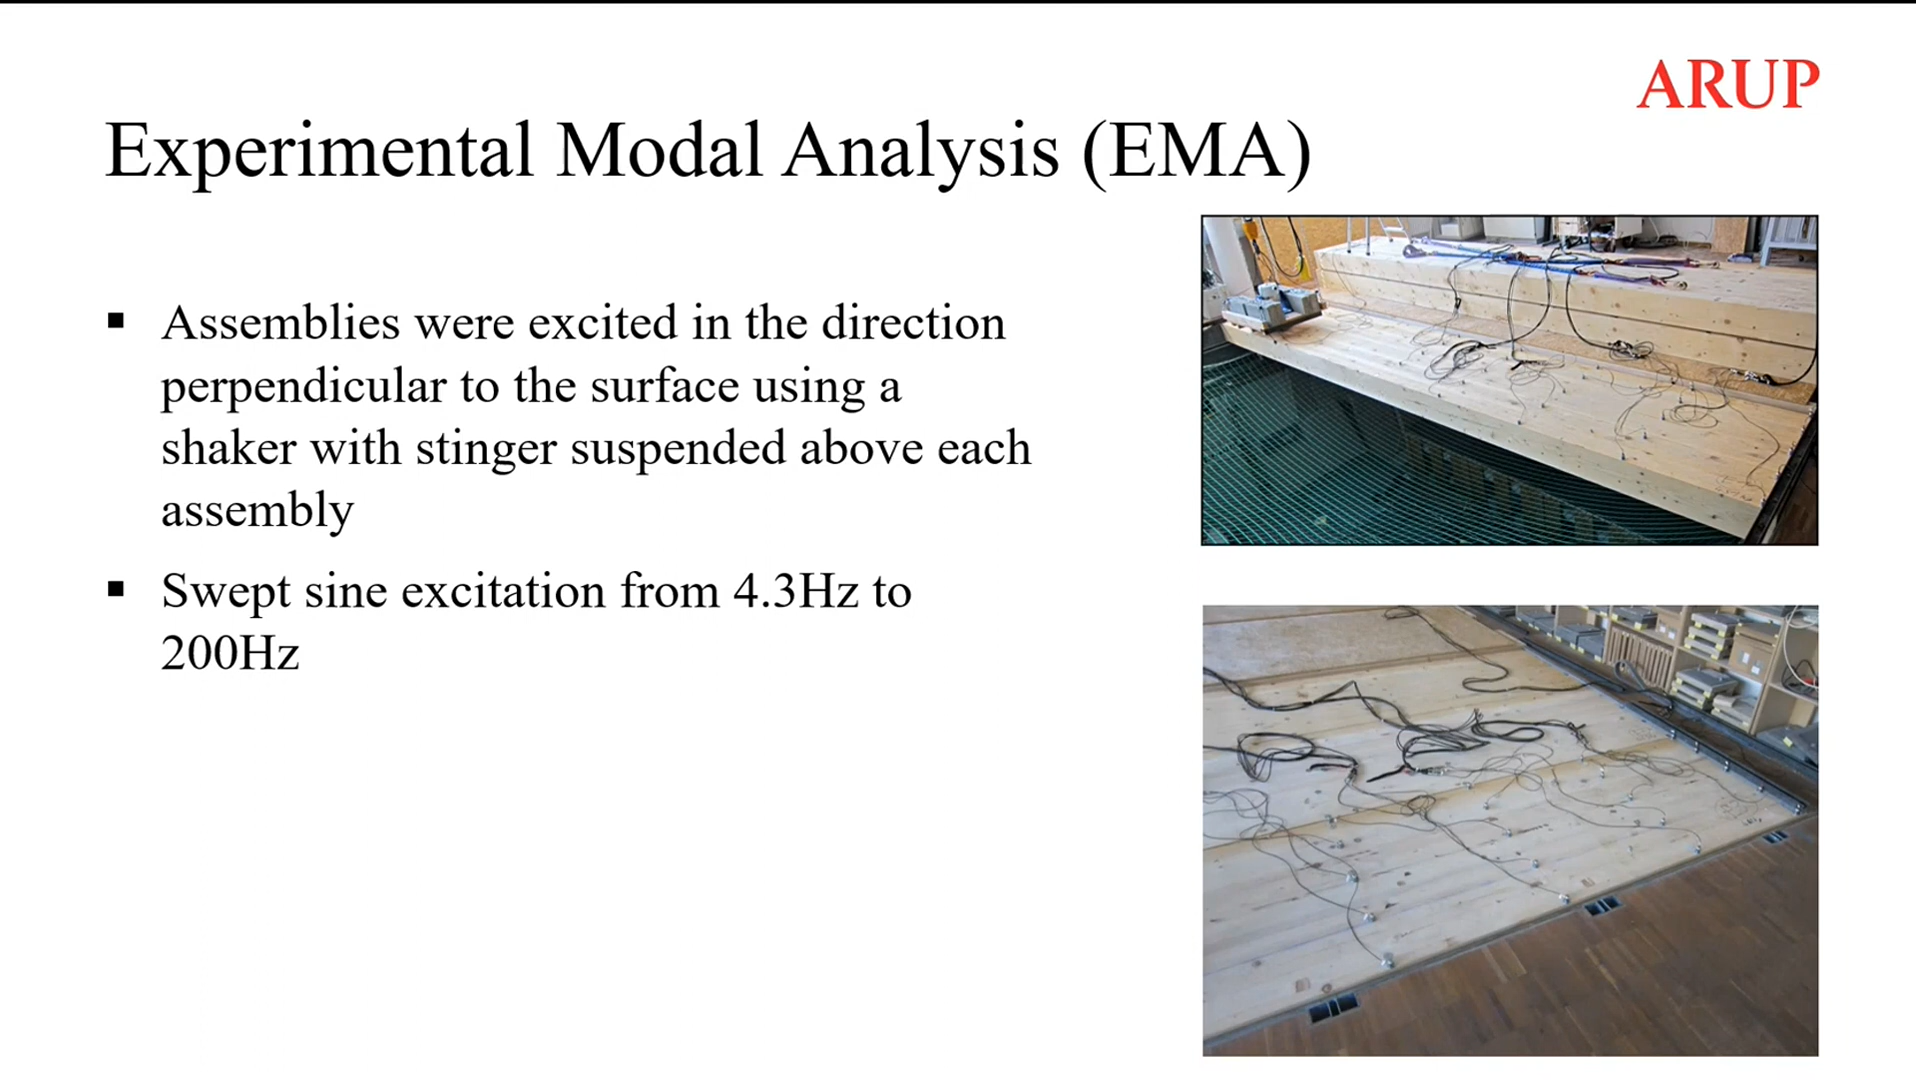 ARUP
Experimental Modal Analysis (EMA)
▪ Assemblies were excited in the direction
perpendicular to the surface using a
shaker with stinger suspended above each
assembly
▪ Swept sine excitation from 4.3Hz to
200Hz